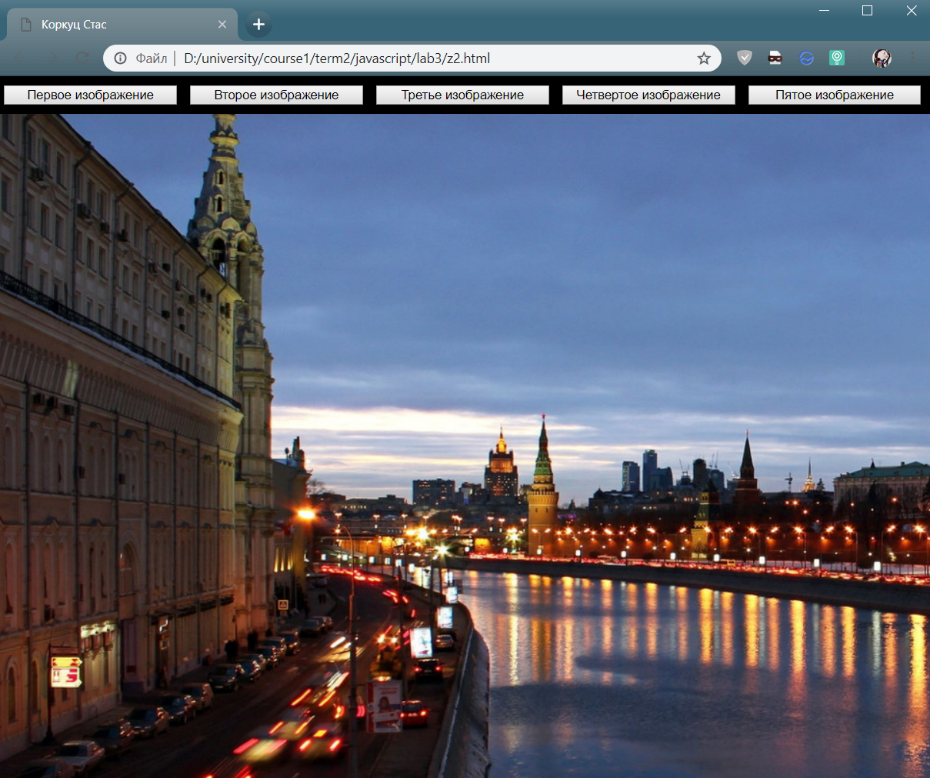 Коркуц Стас
Файл D:/university/course1/term2/javascript/lab3/z2.html
Первое изображение
Второе изображение
Третье изображение
Четвертое изображение
Пятое изображение